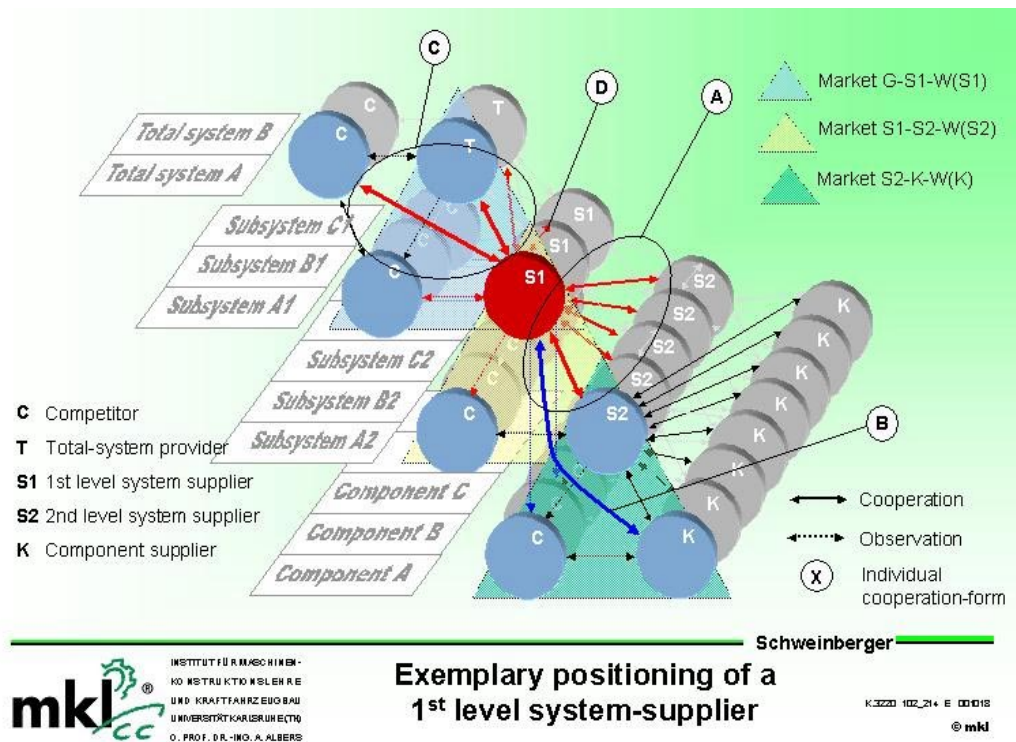 C
D
A
Market G-S1-W(S1)
Market S1-S2-W(S2)
Market S2-K-W(K)
C
T
Total system B
C
T
Total system A
S1
Subsystem C1
C
S1
Subsystem B1
C
C
S1
Subsystem A1
S2
S2
K
S2
K
Subsystem C2
C
S2
K
Subsystem B2
C
S2
K
Subsystem A2
C Competitor
T Total-system provider
S1 1st level system supplier
S2 2nd level system supplier
K Component supplier
B
K
K
Component C
Component B
C
K
Component A
Cooperation
Observation
X Individual
cooperation-form
Schweinberger
mkl ®
INSTITUT FÜR MASCHINEN-
KONSTRUKTIONSLEHRE
UND KRAFTFAHRZEUGBAU
UNIVERSITÄT KARLSRUHE(TH)
O. PROF. DR.-ING. A. ALBERS
Exemplary positioning of a
1st level system-supplier
K3220 102_214 E 001018
© mkl